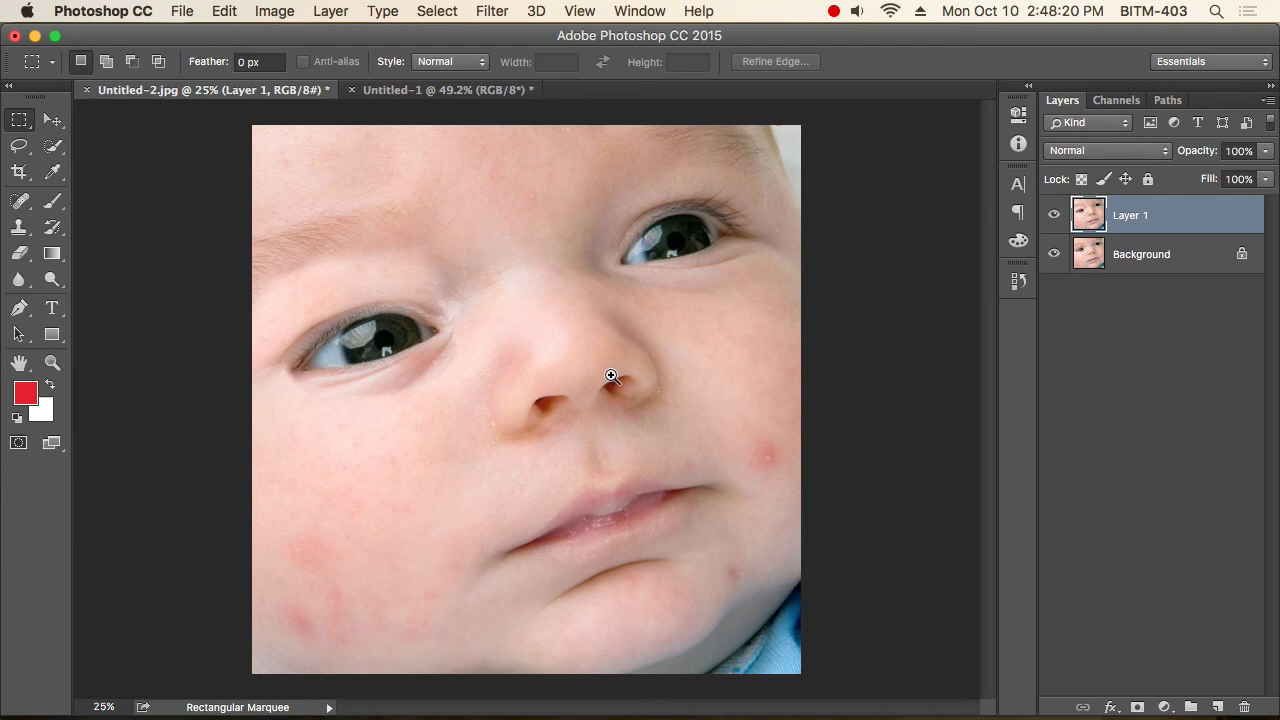 Photoshop CC File Edit Image Layer Type Select Filter 3D View Window Help Mon Oct 10 2:48:20 PM BITM-403
Adobe Photoshop CC 2015
Feather: 0 px Anti-alias Style: Normal Width: Height: Refine Edge... Essentials
× Untitled-2.jpg @ 25% (Layer 1, RGB/8#) * × Untitled-1 @ 49.2% (RGB/8*) *
Layers Channels Paths
Kind
Normal Opacity: 100%
Lock: Fill: 100%
Layer 1
Background
25% Rectangular Marquee